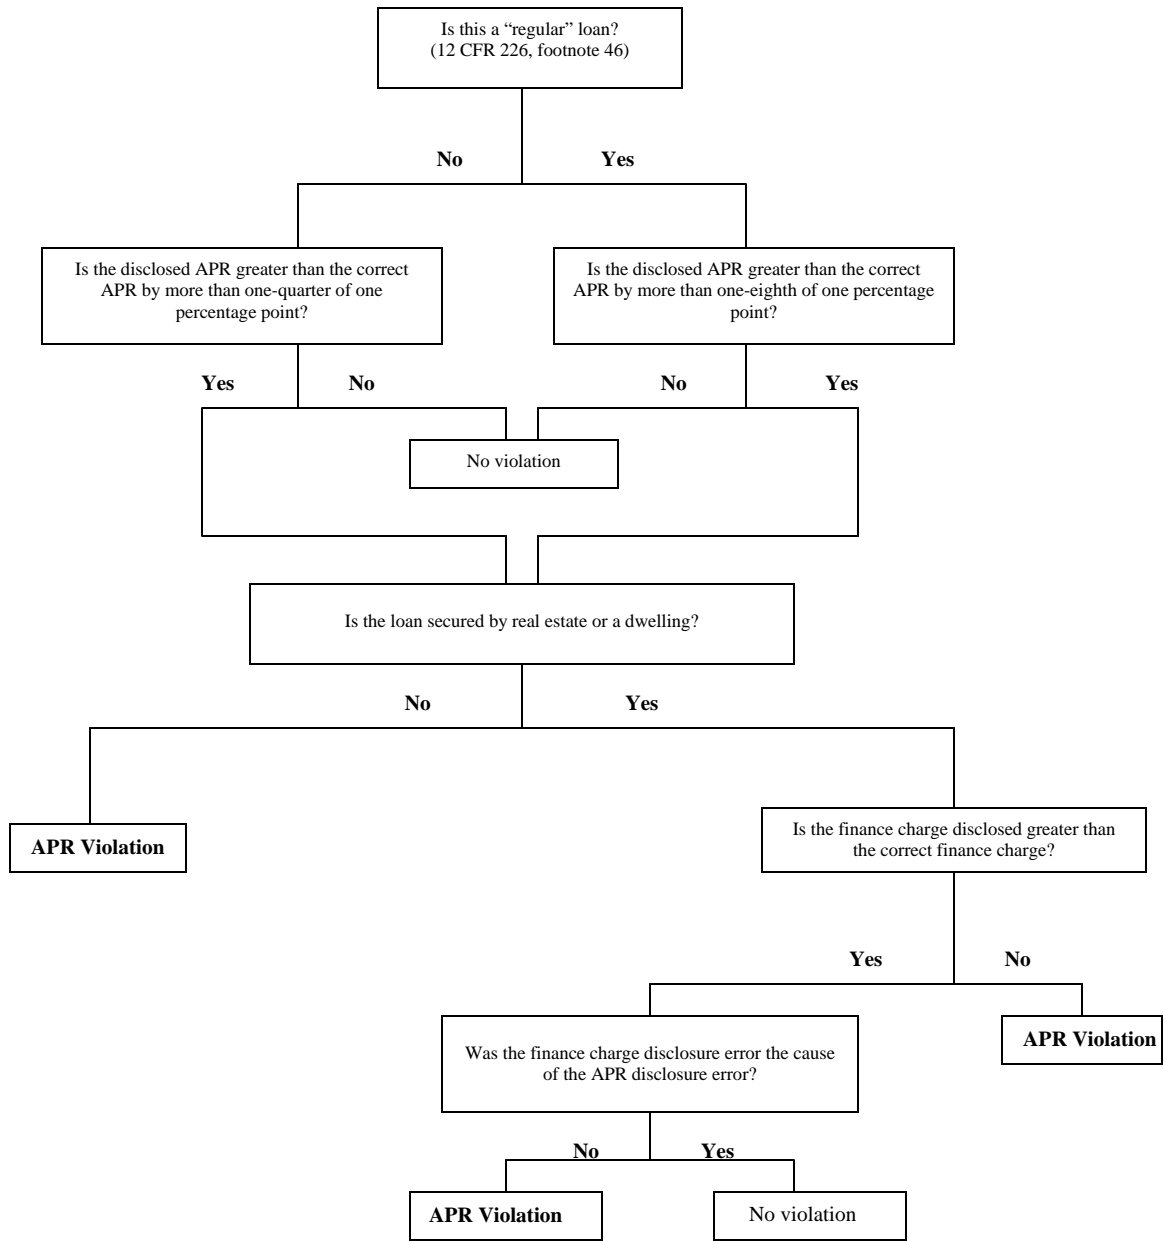 Is this a “regular” loan?
(12 CFR 226, footnote 46)
No
Yes
Is the disclosed APR greater than the correct
APR by more than one-quarter of one
percentage point?
Is the disclosed APR greater than the correct
APR by more than one-eighth of one percentage
point?
Yes
No
No
Yes
No violation
Is the loan secured by real estate or a dwelling?
No
Yes
APR Violation
Is the finance charge disclosed greater than
the correct finance charge?
Yes
No
Was the finance charge disclosure error the cause
of the APR disclosure error?
APR Violation
No
Yes
APR Violation
No violation